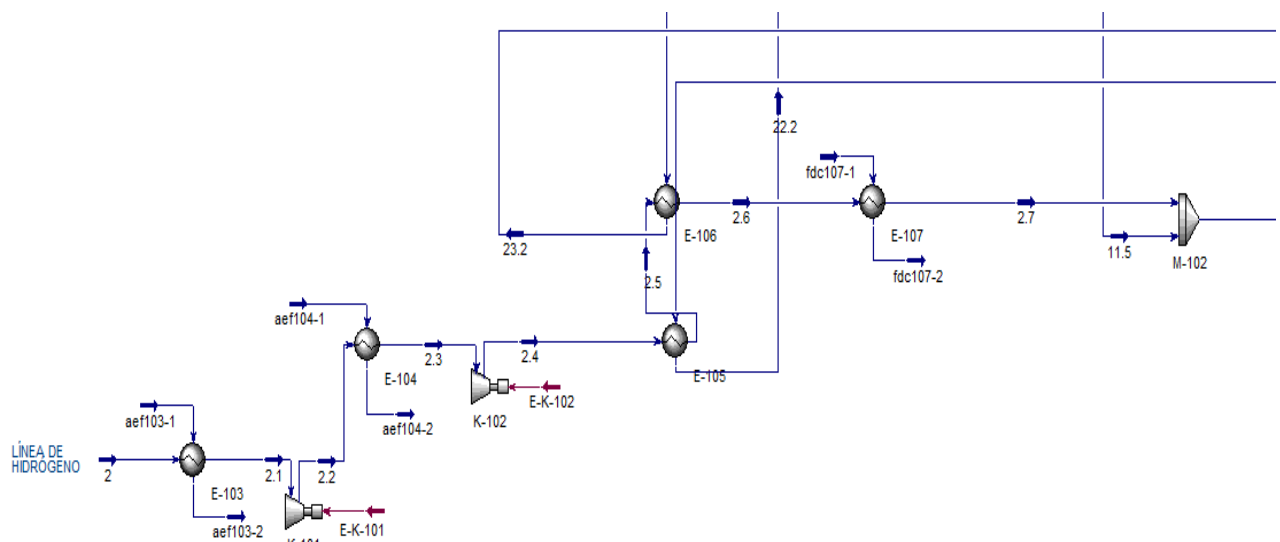 22.2
fdc107-1
2.6
2.7
E-106
E-107
23.2
11.5
M-102
2.5
fdc107-2
aef104-1
2.3
2.4
E-104
E-105
E-K-102
K-102
aef103-1
aef104-2
LÍNEA DE
HIDRÓGENO
2
2.1
2.2
E-103
aef103-2
E-K-101